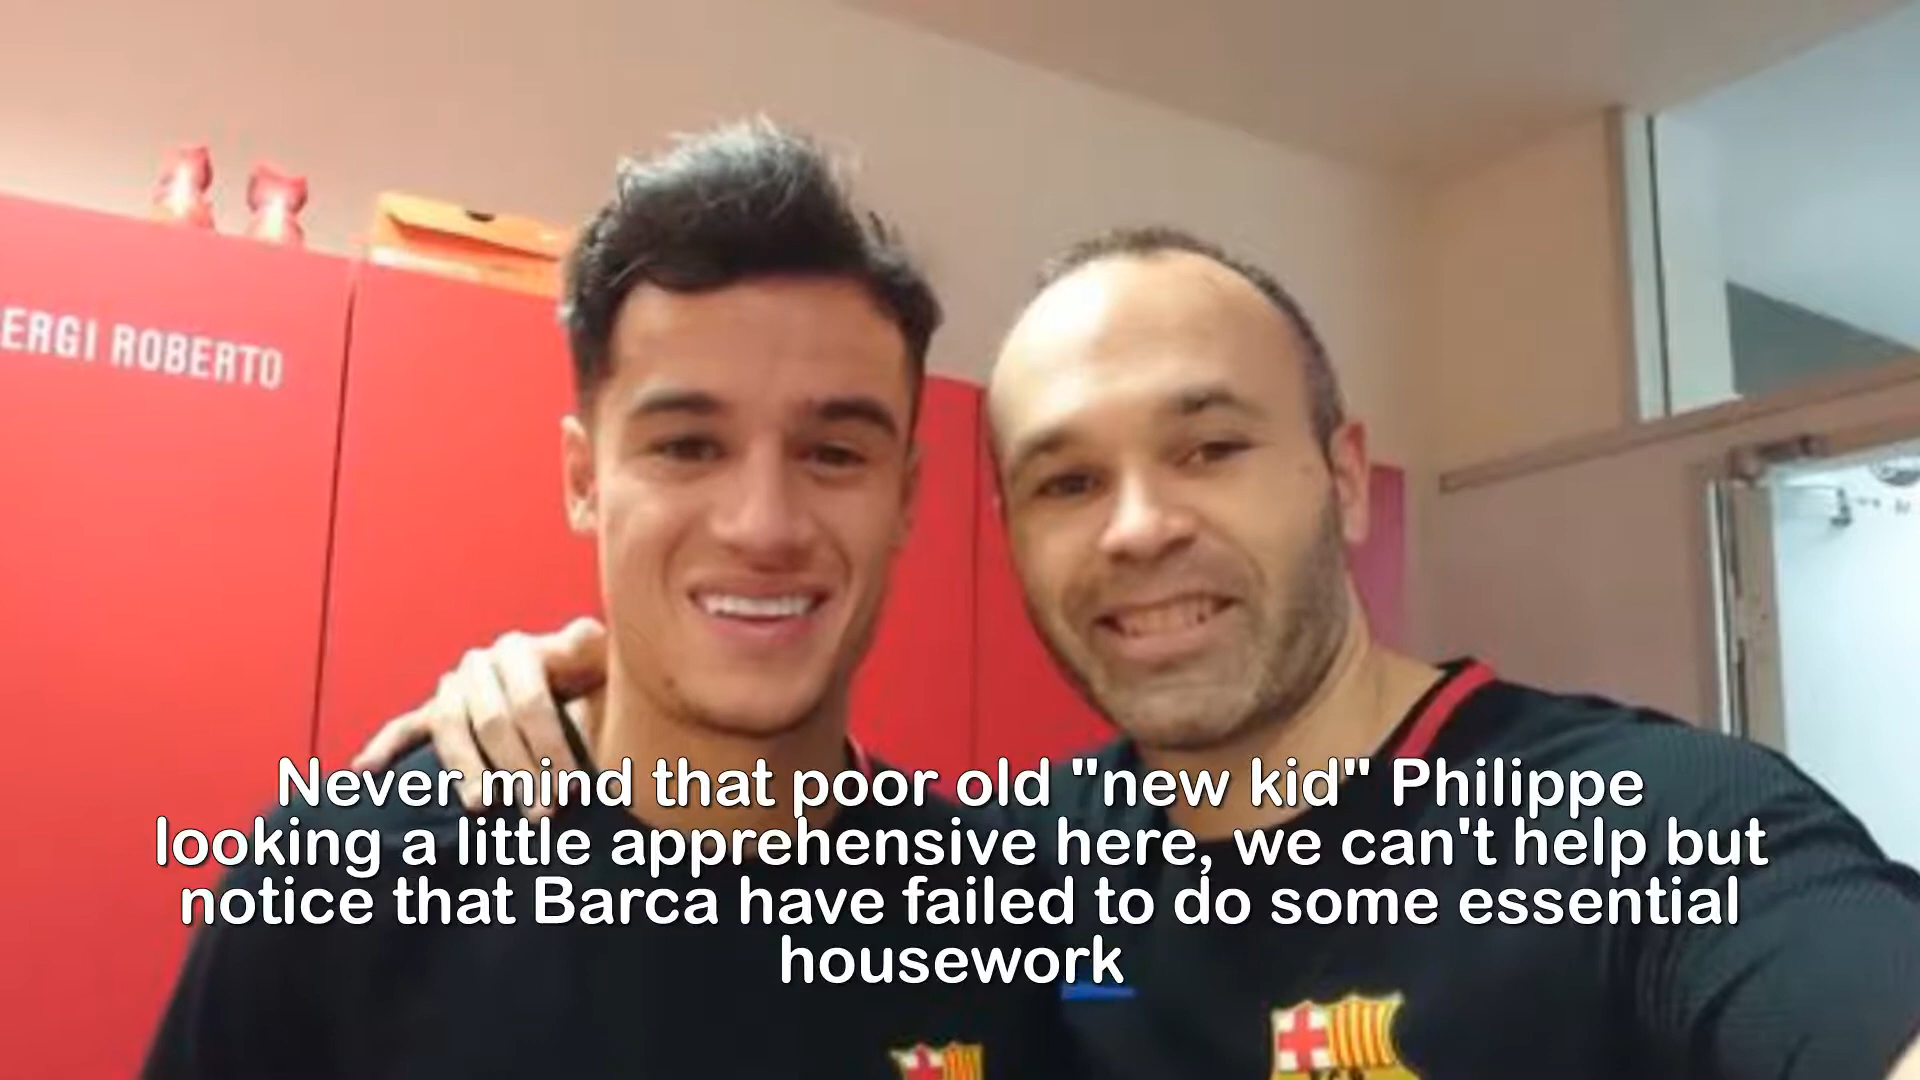 ERGI ROBERTO
Never mind that poor old "new kid" Philippe
looking a little apprehensive here, we can't help but
notice that Barca have failed to do some essential
housework